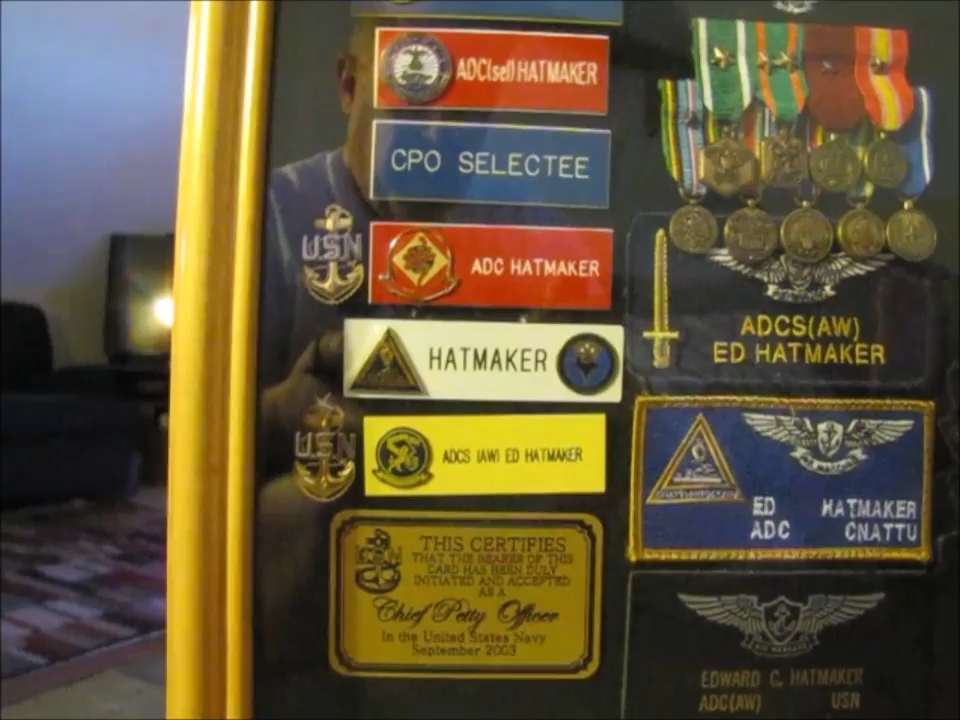 ADC(sel) HATMAKER
CPO SELECTEE
USN
ADC HATMAKER
HATMAKER
USN
ADCS (AW) ED HATMAKER
THIS CERTIFIES
THAT THE BEARER OF THIS
CARD HAS BEEN DULY
INITIATED AND ACCEPTED
AS A
Chief Petty Officer
In the United States Navy
September 2003
ADCS(AW)
ED HATMAKER
ED HATMAKER
ADC CNATTU
EDWARD C. HATMAKER
ADC(AW) USN